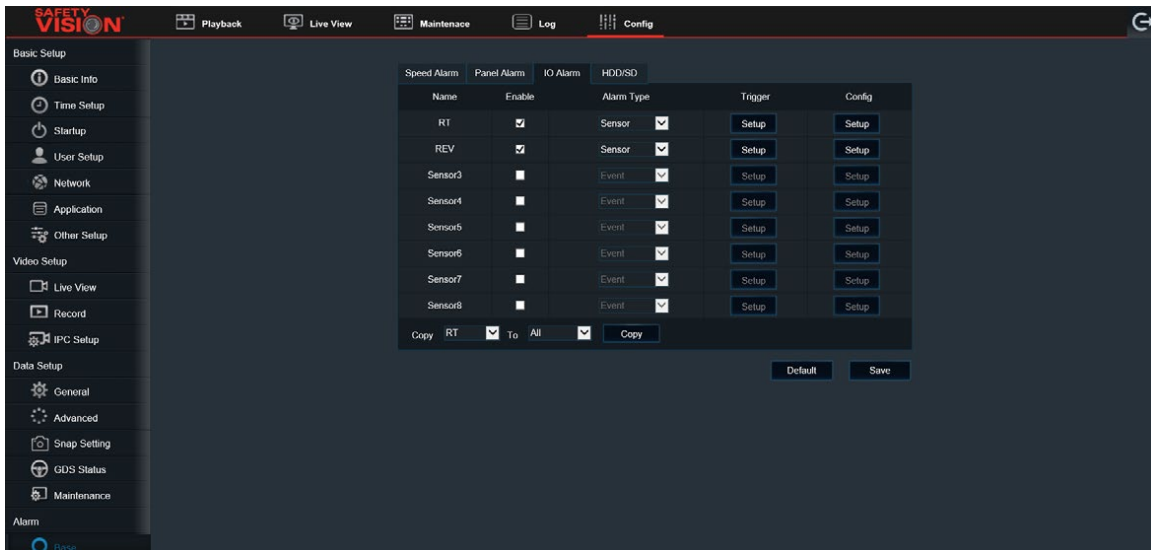 SAFETY
VISION
Playback Live View Maintenace Log Config
Basic Setup
Basic Info
Time Setup
Startup
User Setup
Network
Application
Other Setup
Video Setup
Live View
Record
IPC Setup
Data Setup
General
Advanced
Snap Setting
GDS Status
Maintenance
Alarm
Base
Speed Alarm Panel Alarm IO Alarm HDD/SD
Name Enable Alarm Type Trigger Config
RT Sensor Setup Setup
REV Sensor Setup Setup
Sensor3 Event Setup Setup
Sensor4 Event Setup Setup
Sensor5 Event Setup Setup
Sensor6 Event Setup Setup
Sensor7 Event Setup Setup
Sensor8 Event Setup Setup
Copy RT To All Copy
Default Save